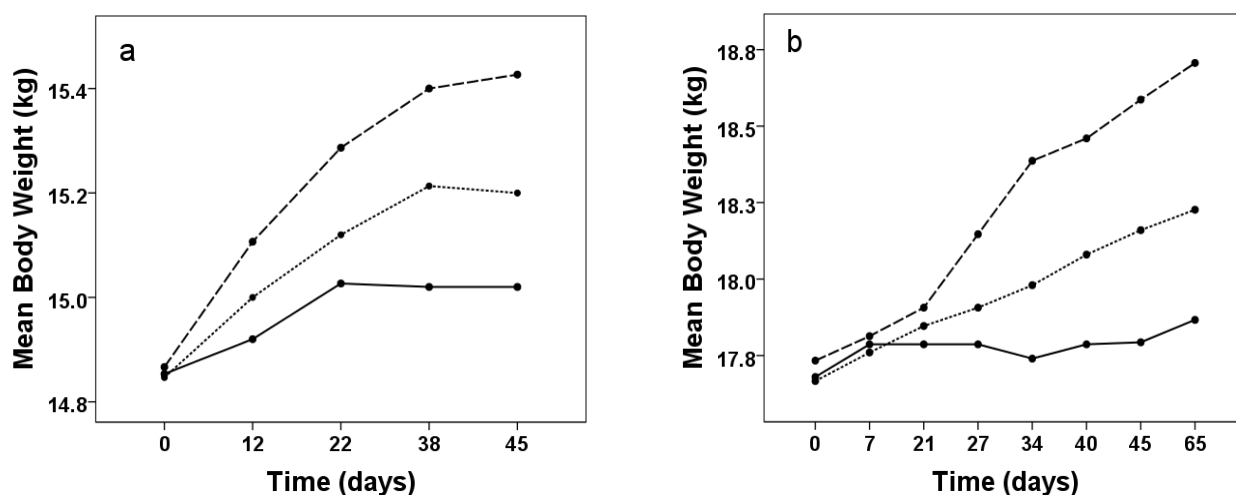 a
Mean Body Weight (kg)
15.4
15.2
15.0
14.8
0 12 22 38 45
Time (days)
b
Mean Body Weight (kg)
18.8
18.5
18.3
18.0
17.8
0 7 21 27 34 40 45 65
Time (days)